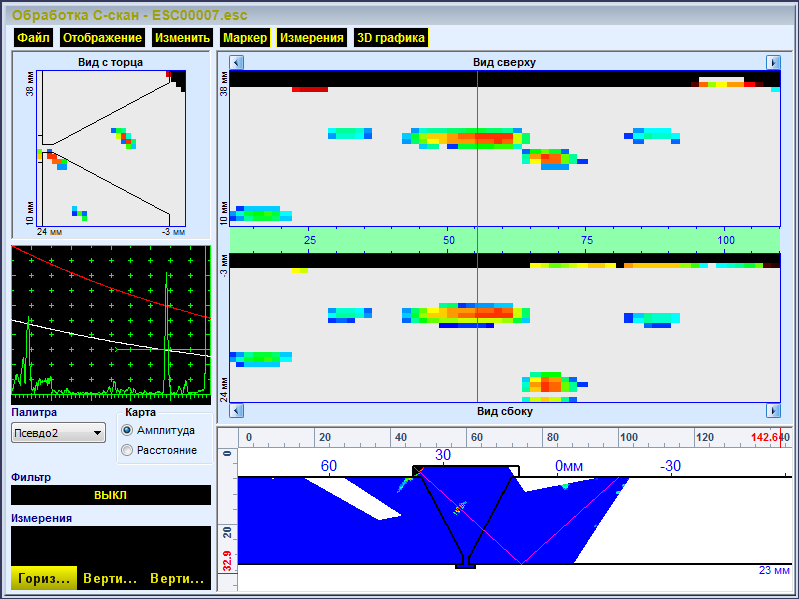 Обработка C-скан - ESC00007.esc
Файл Отображение Изменить Маркер Измерения 3D графика
Вид с торца
38 мм
10 мм
24 мм -3 мм
Вид сверху
38 мм
10 мм
25 50 75 100
-3 мм
24 мм
Вид сбоку
Палитра
Псевдо2
Карта
Амплитуда
Расстояние
Фильтр
ВЫКЛ
Измерения
Гориз... Верти... Верти...
0 20 40 60 80 100 120 142.640
0
20
32.9
60 30 0мм -30
23 мм